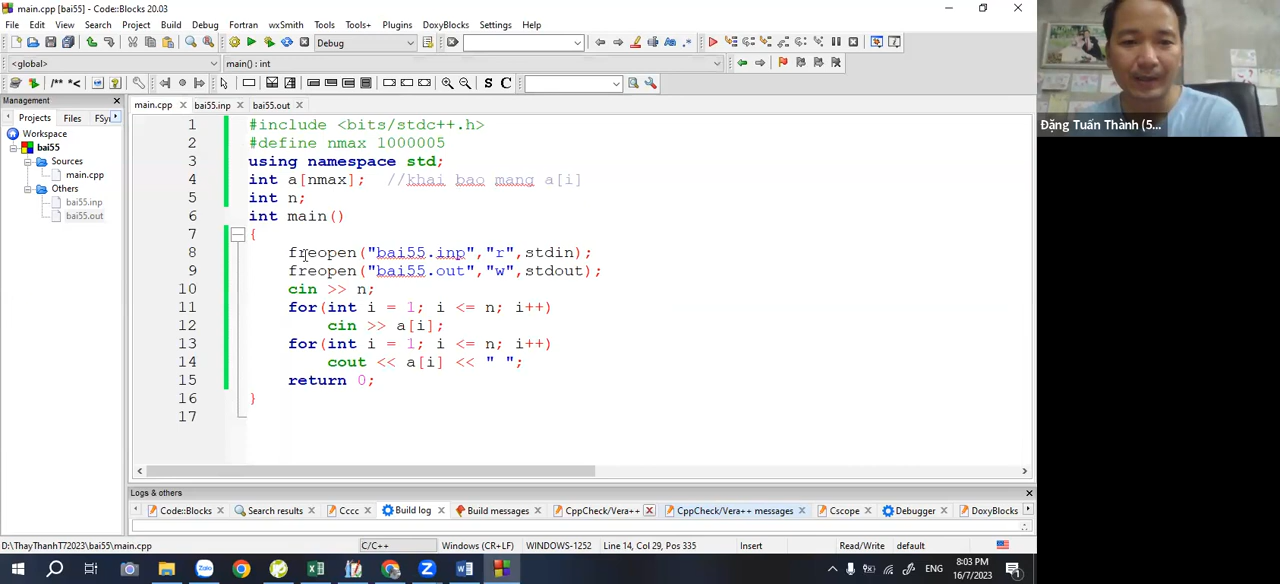 main.cpp [bai55] - Code::Blocks 20.03
File Edit View Search Project Build Debug Fortran wxSmith Tools Tools+ Plugins DoxyBlocks Settings Help
Debug
Aa .*
<global> main() : int
/** *< S C
Management
main.cpp bai55.inp bai55.out
Projects Files FSy
Workspace
bai55
Sources
main.cpp
Others
bai55.inp
bai55.out
1 #include <bits/stdc++.h>
2 #define nmax 1000005
3 using namespace std;
4 int a[nmax]; //khai bao mang a[i]
5 int n;
6 int main()
7 {
8 freopen("bai55.inp","r",stdin);
9 freopen("bai55.out","w",stdout);
10 cin >> n;
11 for(int i = 1; i <= n; i++)
12 cin >> a[i];
13 for(int i = 1; i <= n; i++)
14 cout << a[i] << " ";
15 return 0;
16 }
17
Đặng Tuấn Thành (5...
Logs & others
Code::Blocks Search results Cccc Build log Build messages CppCheck/Vera++ CppCheck/Vera++ messages Cscope Debugger DoxyBlocks
D:\ThayThanhT72023\bai55\main.cpp C/C++ Windows (CR+LF) WINDOWS-1252 Line 14, Col 29, Pos 335 Insert Read/Write default
ENG 8:03 PM
16/7/2023